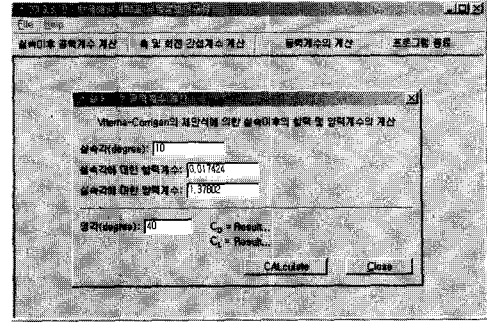 File Help
실속이후 공력계수 계산 축 및 회전 간섭계수 계산 동력계수의 계산 프로그램 종료
Viterna-Corrigan의 제안식에 의한 실속이후의 항력 및 양력계수의 계산
실속각(degree): 10
실속각에 대한 항력계수: 0,017424
실속각에 대한 양력계수: 1,37802
영각(degree): 40
C_D = Result...
C_L = Result...
CALculate Close